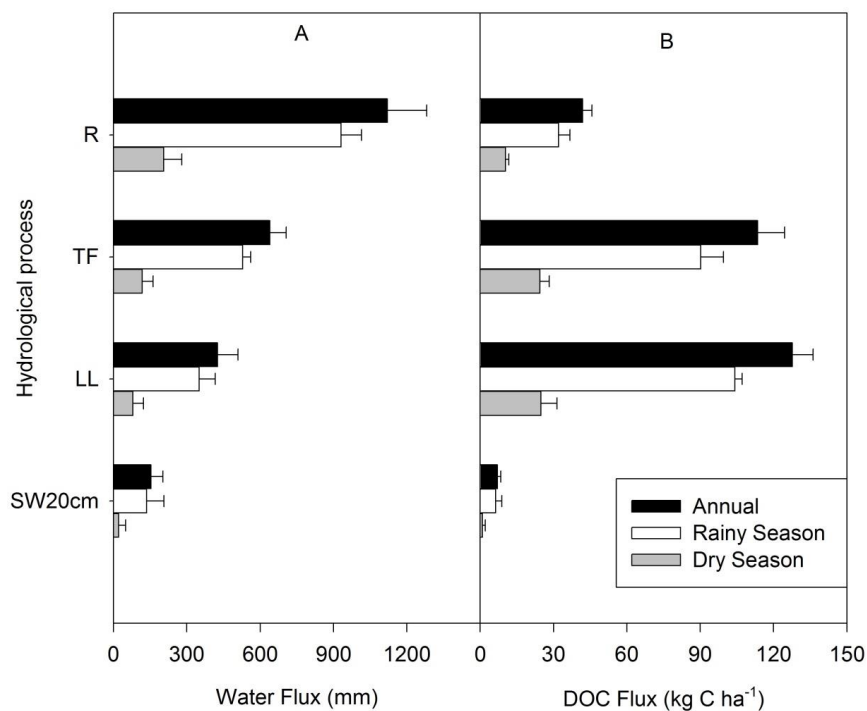 A
B
R
TF
LL
SW20cm
Hydrological process
Annual
Rainy Season
Dry Season
0 300 600 900 1200
0 30 60 90 120 150
Water Flux (mm)
DOC Flux (kg C ha⁻¹)